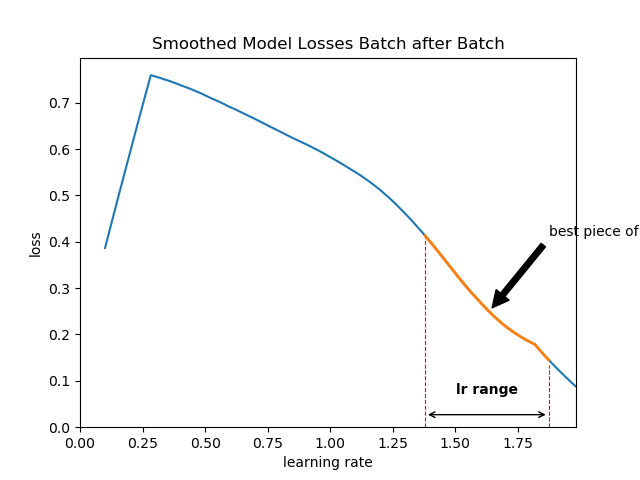 Smoothed Model Losses Batch after Batch
loss
0.7
0.6
0.5
0.4
0.3
0.2
0.1
0.0
best piece of
lr range
0.00 0.25 0.50 0.75 1.00 1.25 1.50 1.75
learning rate